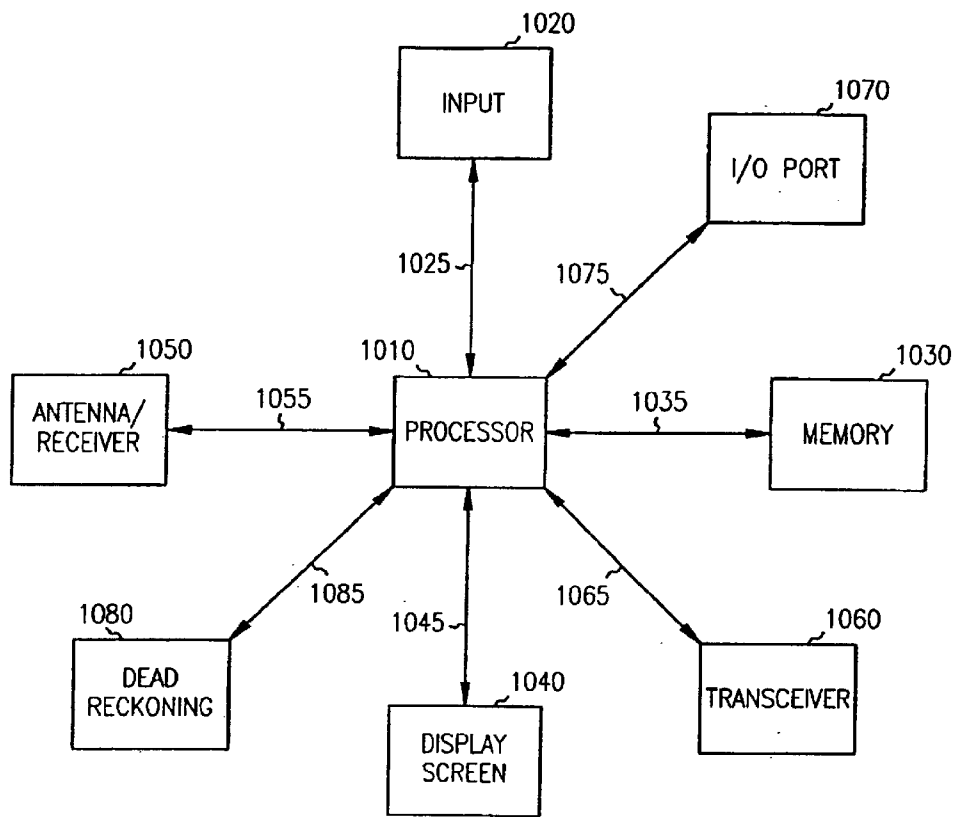 1020
INPUT
1070
I/O PORT
1025
1075
1050
ANTENNA/
RECEIVER
1055
1010
PROCESSOR
1035
1030
MEMORY
1085
1045
1065
1080
DEAD
RECKONING
1040
DISPLAY
SCREEN
1060
TRANSCEIVER